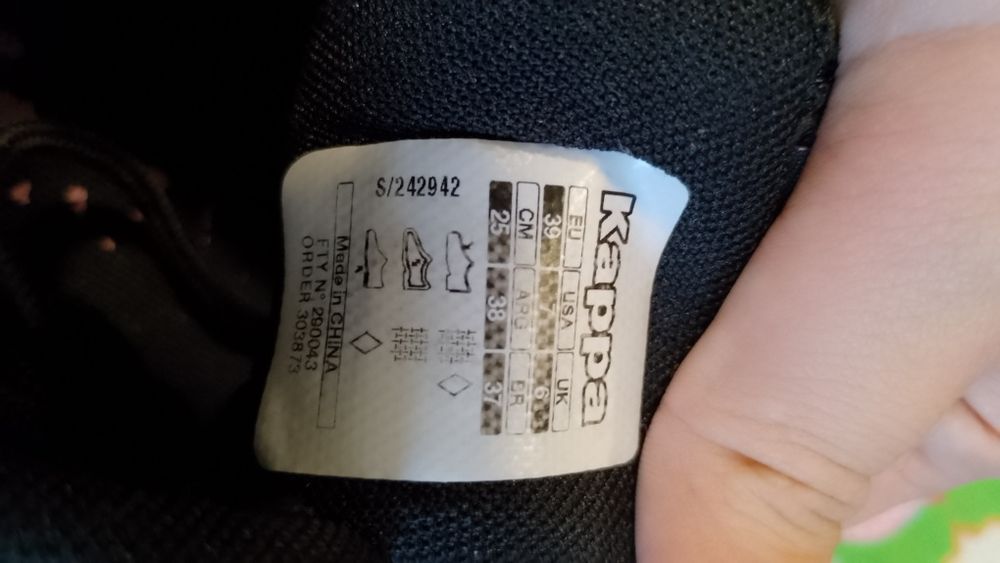 Kappa
EU USA UK
39 7 6
CM ARG BR
25 38 37
S/242942
Made in CHINA
FTY N° 290043
ORDER 303873